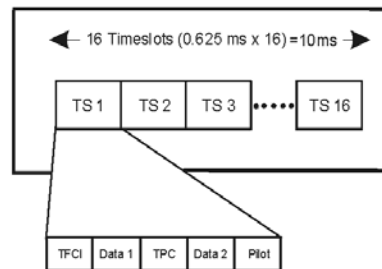 16 Timeslots (0.625 ms x 16) =10ms
TS 1 TS 2 TS 3 TS 16
TFCI Data 1 TPC Data 2 Pilot